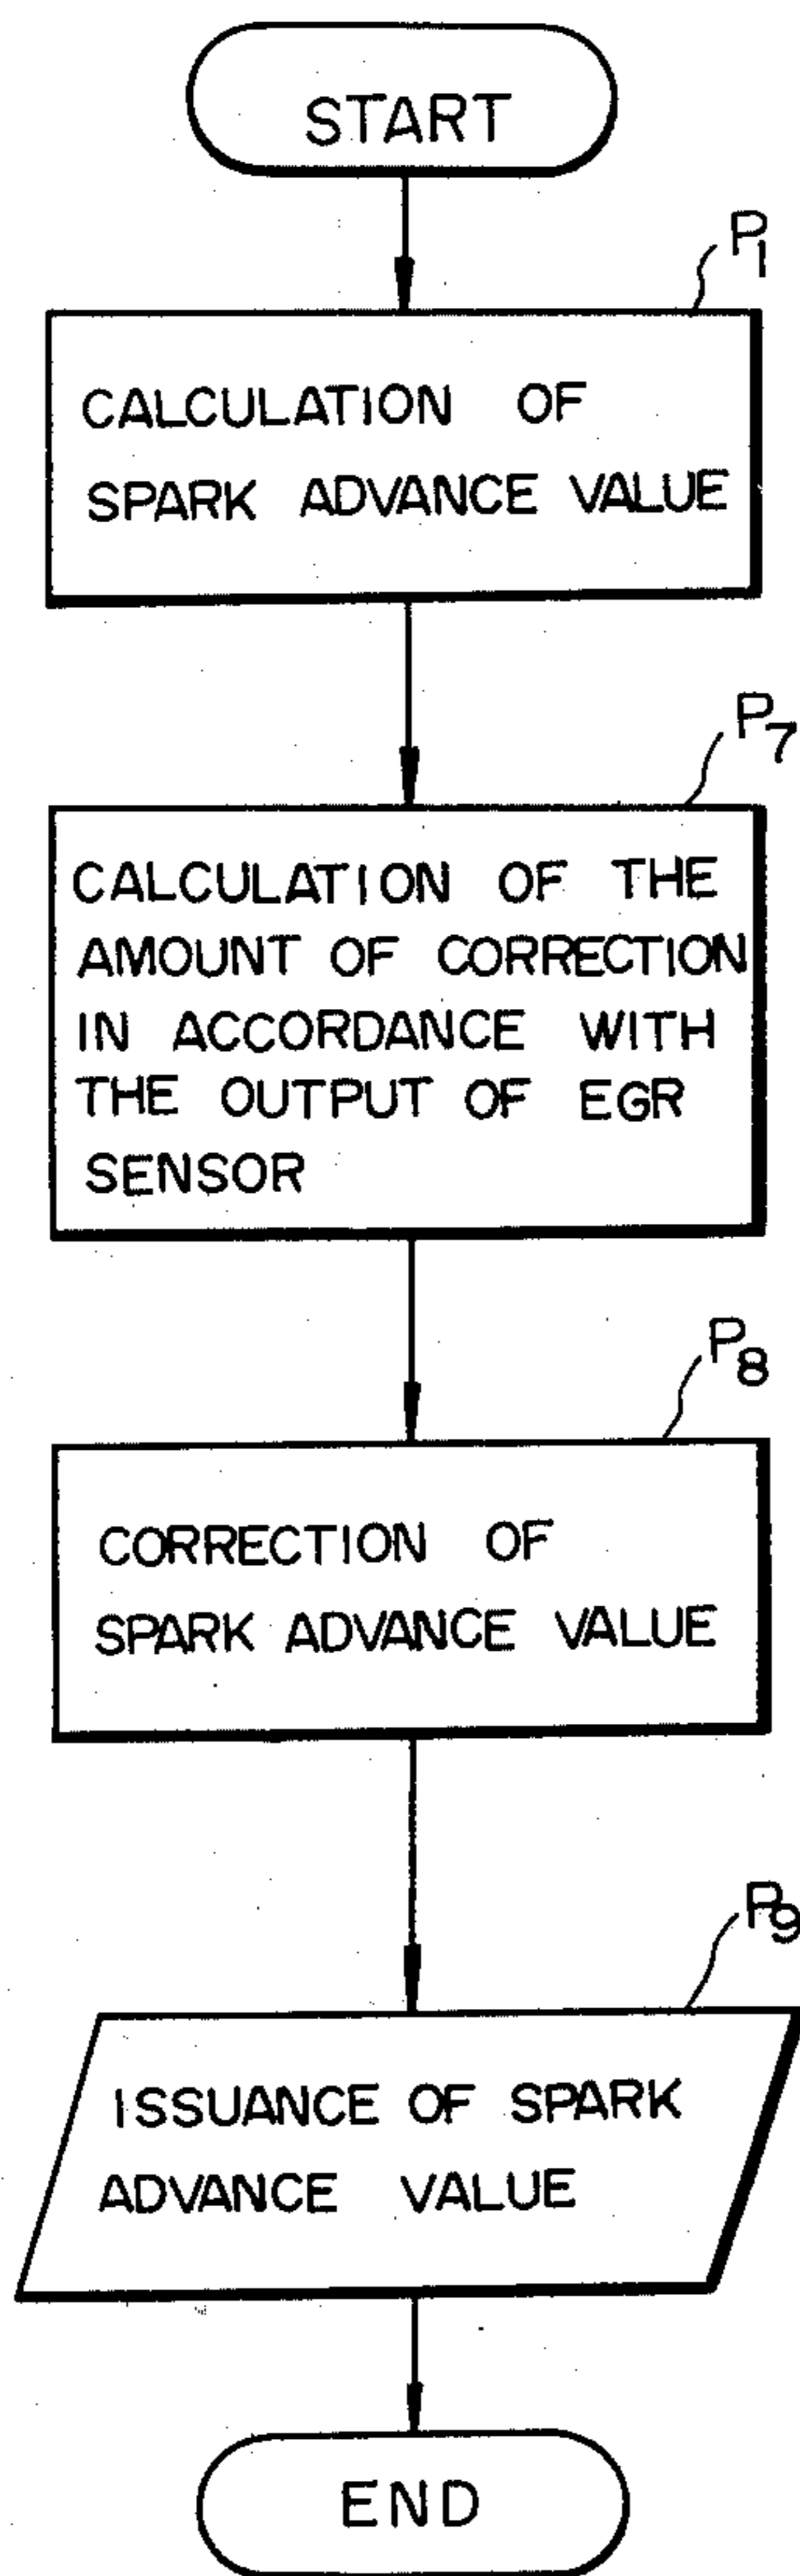 START
P1
CALCULATION OF
SPARK ADVANCE VALUE
P7
CALCULATION OF THE
AMOUNT OF CORRECTION
IN ACCORDANCE WITH
THE OUTPUT OF EGR
SENSOR
P8
CORRECTION OF
SPARK ADVANCE VALUE
P9
ISSUANCE OF SPARK
ADVANCE VALUE
END